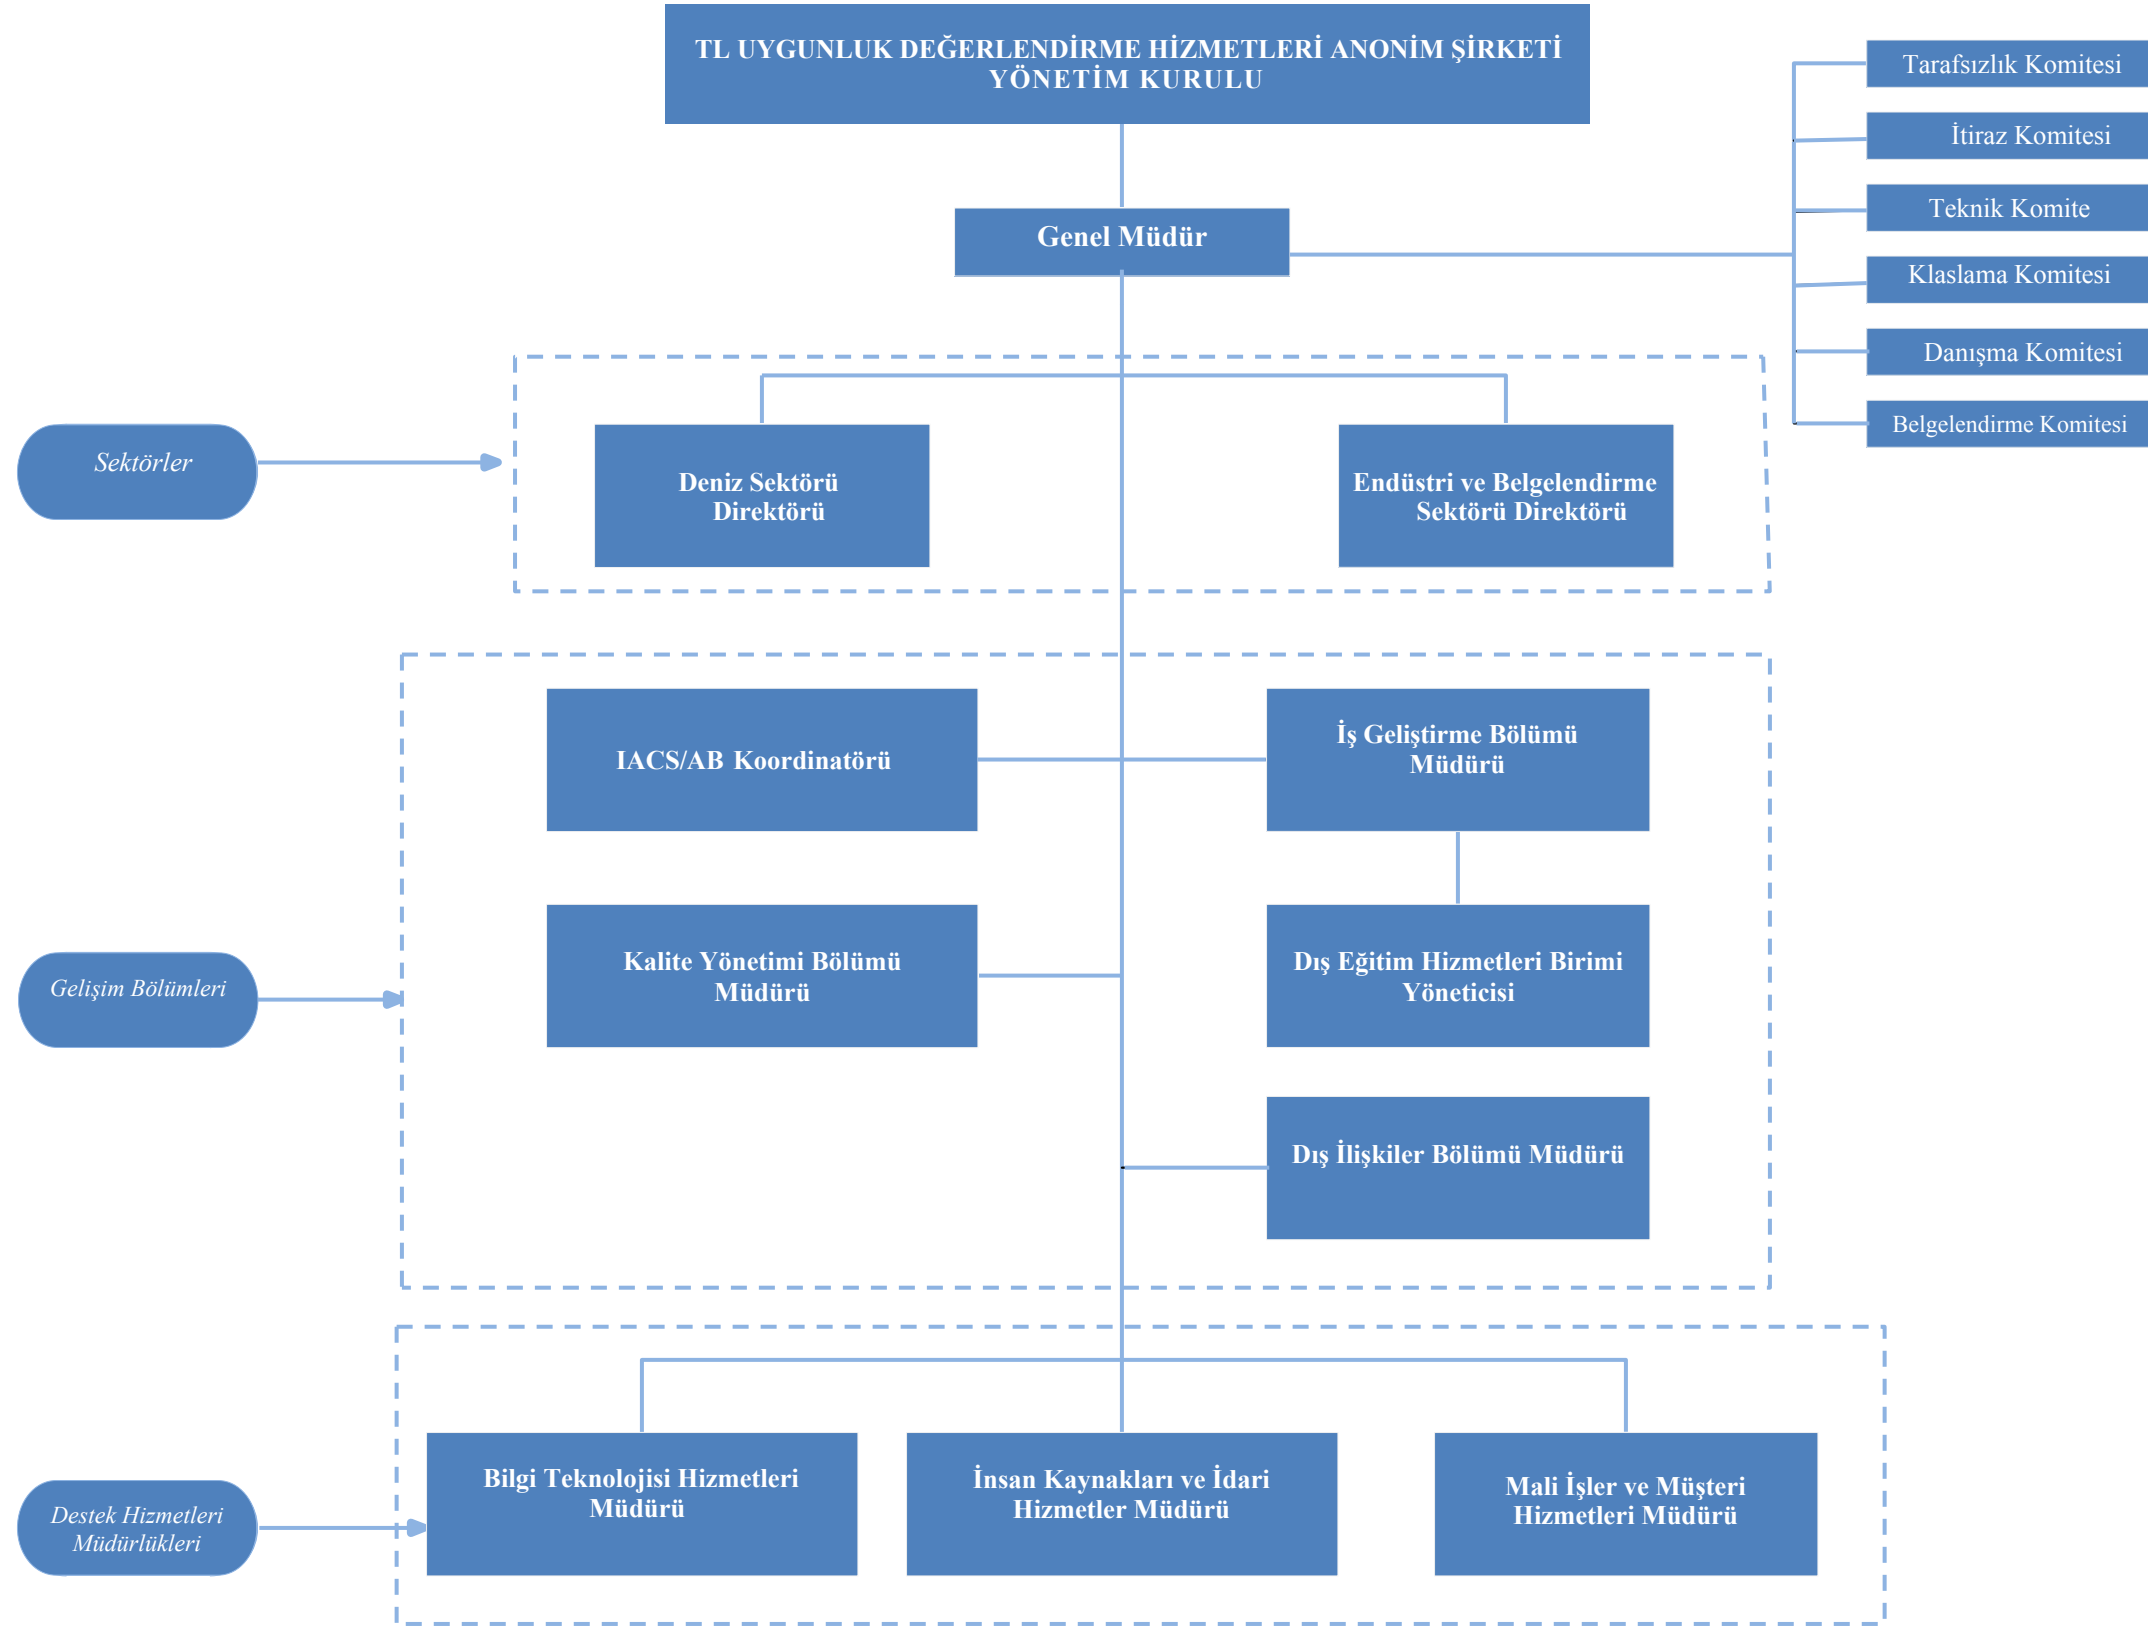 TL UYGUNLUK DEĞERLENDİRME HİZMETLERİ ANONİM ŞİRKETİ
YÖNETİM KURULU
Tarafsızlık Komitesi
İtiraz Komitesi
Teknik Komite
Klaslama Komitesi
Danışma Komitesi
Belgelendirme Komitesi
Genel Müdür
Sektörler
Deniz Sektörü
Direktörü
Endüstri ve Belgelendirme
Sektörü Direktörü
Gelişim Bölümleri
IACS/AB Koordinatörü
İş Geliştirme Bölümü
Müdürü
Kalite Yönetimi Bölümü
Müdürü
Dış Eğitim Hizmetleri Birimi
Yöneticisi
Dış İlişkiler Bölümü Müdürü
Destek Hizmetleri
Müdürlükleri
Bilgi Teknolojisi Hizmetleri
Müdürü
İnsan Kaynakları ve İdari
Hizmetler Müdürü
Mali İşler ve Müşteri
Hizmetleri Müdürü